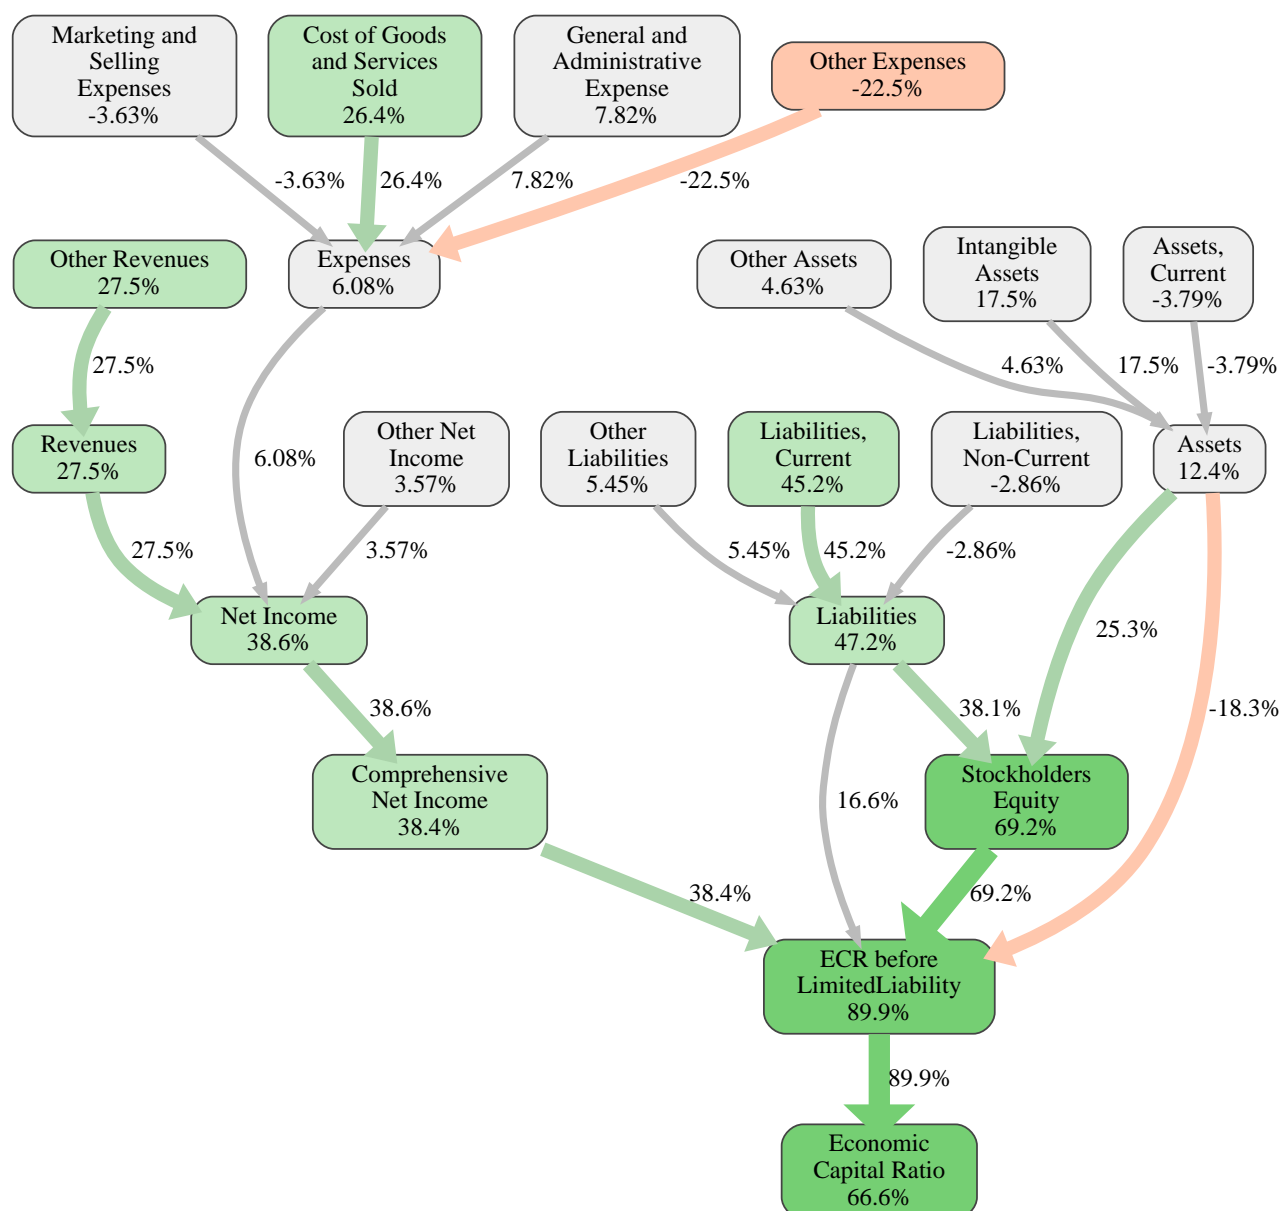 Marketing and
Selling
Expenses
-3.63%
Cost of Goods
and Services
Sold
26.4%
General and
Administrative
Expense
7.82%
Other Expenses
-22.5%
-3.63%
26.4%
7.82%
-22.5%
Other Revenues
27.5%
Expenses
6.08%
Other Assets
4.63%
Intangible
Assets
17.5%
Assets,
Current
-3.79%
27.5%
4.63%
17.5%
-3.79%
Revenues
27.5%
6.08%
Other Net
Income
3.57%
Other
Liabilities
5.45%
Liabilities,
Current
45.2%
Liabilities,
Non-Current
-2.86%
Assets
12.4%
27.5%
3.57%
5.45%
45.2%
-2.86%
Net Income
38.6%
Liabilities
47.2%
25.3%
38.6%
38.1%
-18.3%
Comprehensive
Net Income
38.4%
16.6%
Stockholders
Equity
69.2%
38.4%
69.2%
ECR before
LimitedLiability
89.9%
89.9%
Economic
Capital Ratio
66.6%